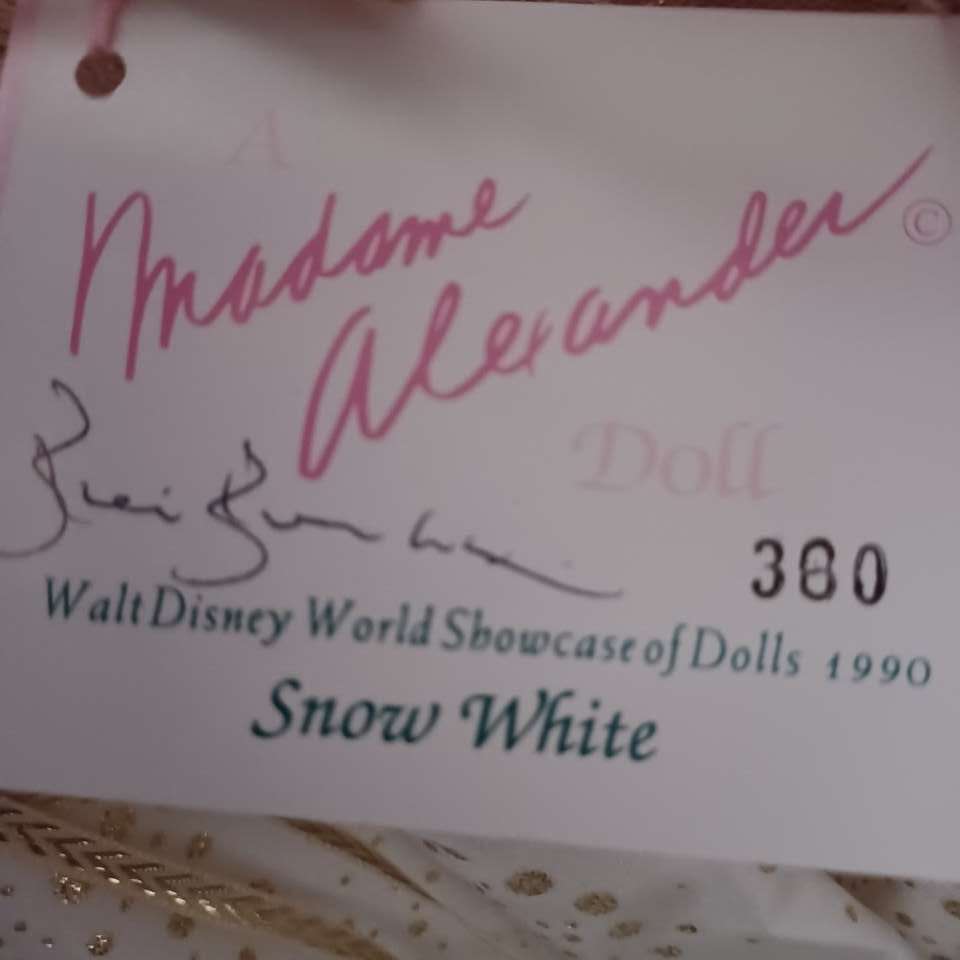 A
Madame
Alexander ©
Doll
380
Walt Disney World Showcase of Dolls 1990
Snow White